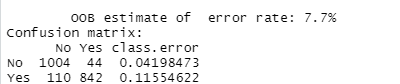 OOB estimate of  error rate: 7.7%
Confusion matrix:
No Yes class.error
No  1004  44  0.04198473
Yes  110 842  0.11554622